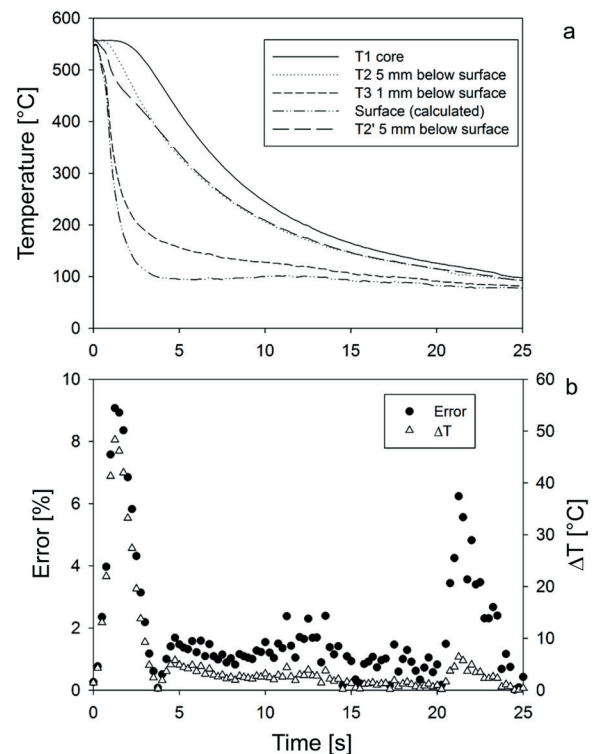 a
600
500
400
300
200
100
0
Temperature [°C]
T1 core
T2 5 mm below surface
T3 1 mm below surface
Surface (calculated)
T2' 5 mm below surface
0 5 10 15 20 25
b
10
8
6
4
2
0
Error [%]
Error
ΔT
60
50
40
30
20
10
0
ΔT [°C]
0 5 10 15 20 25
Time [s]